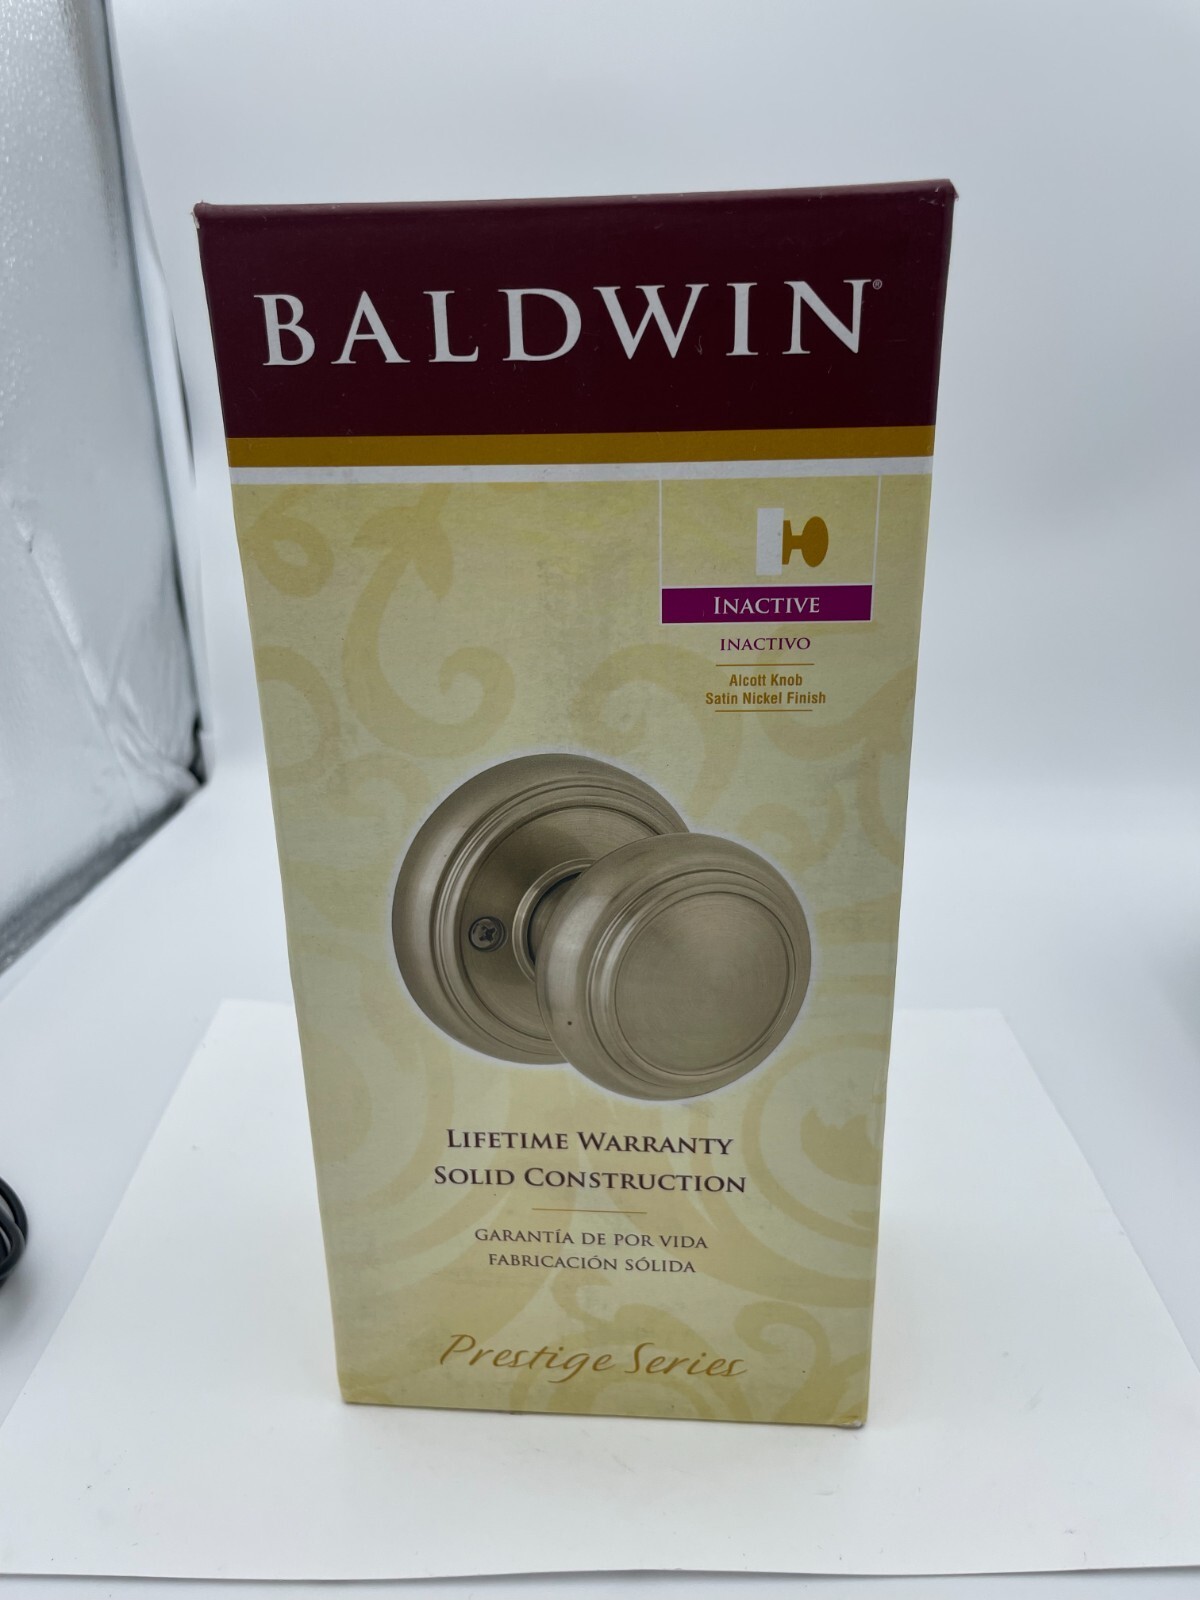 BALDWIN®
INACTIVE
INACTIVO
Alcott Knob
Satin Nickel Finish
LIFETIME WARRANTY
SOLID CONSTRUCTION
GARANTÍA DE POR VIDA
FABRICACIÓN SÓLIDA
Prestige Series